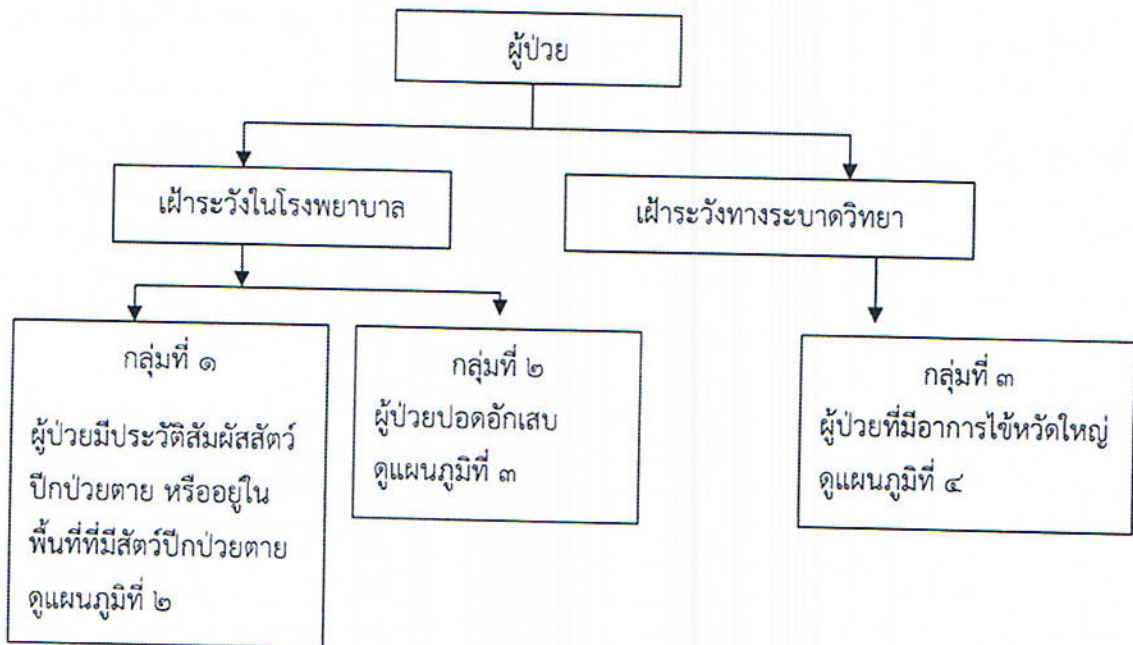 ผู้ป่วย
เฝ้าระวังในโรงพยาบาล
เฝ้าระวังทางระบาดวิทยา
กลุ่มที่ ๑
ผู้ป่วยมีประวัติสัมผัสสัตว์
ปีกป่วยตาย หรืออยู่ใน
พื้นที่ที่มีสัตว์ปีกป่วยตาย
ดูแผนภูมิที่ ๒
กลุ่มที่ ๒
ผู้ป่วยปอดอักเสบ
ดูแผนภูมิที่ ๓
กลุ่มที่ ๓
ผู้ป่วยที่มีอาการไข้หวัดใหญ่
ดูแผนภูมิที่ ๔